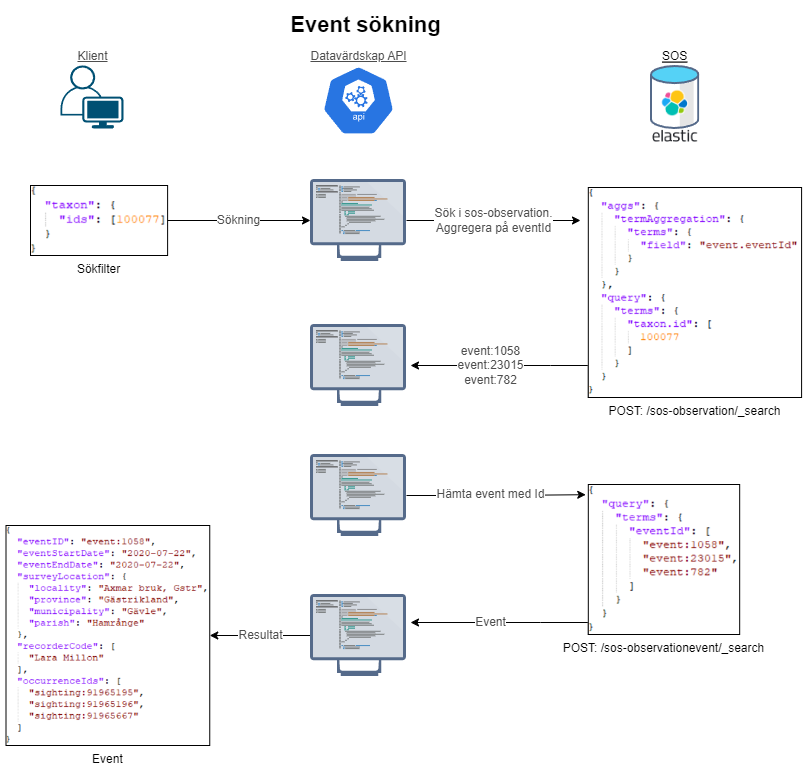 Event sökning
Klient
Datavärdskap API
SOS
api
elastic
{
"taxon": {
"ids": [100077]
}
}
Sökfilter
Sökning
Sök i sos-observation.
Aggregera på eventId
{
"aggs": {
"termAggregation": {
"terms": {
"field": "event.eventId"
}
}
},
"query": {
"terms": {
"taxon.id": [
100077
]
}
}
}
POST: /sos-observation/_search
event:1058
event:23015
event:782
Hämta event med Id
{
"query": {
"terms": {
"eventId": [
"event:1058",
"event:23015",
"event:782"
]
}
}
}
POST: /sos-observationevent/_search
Event
Resultat
{
"eventID": "event:1058",
"eventStartDate": "2020-07-22",
"eventEndDate": "2020-07-22",
"surveyLocation": {
"locality": "Axmar bruk, Gstr",
"province": "Gästrikland",
"municipality": "Gävle",
"parish": "Hamrånge"
},
"recorderCode": [
"Lara Millon"
],
"occurrenceIds": [
"sighting:91965195",
"sighting:91965196",
"sighting:91965667"
]
}
Event